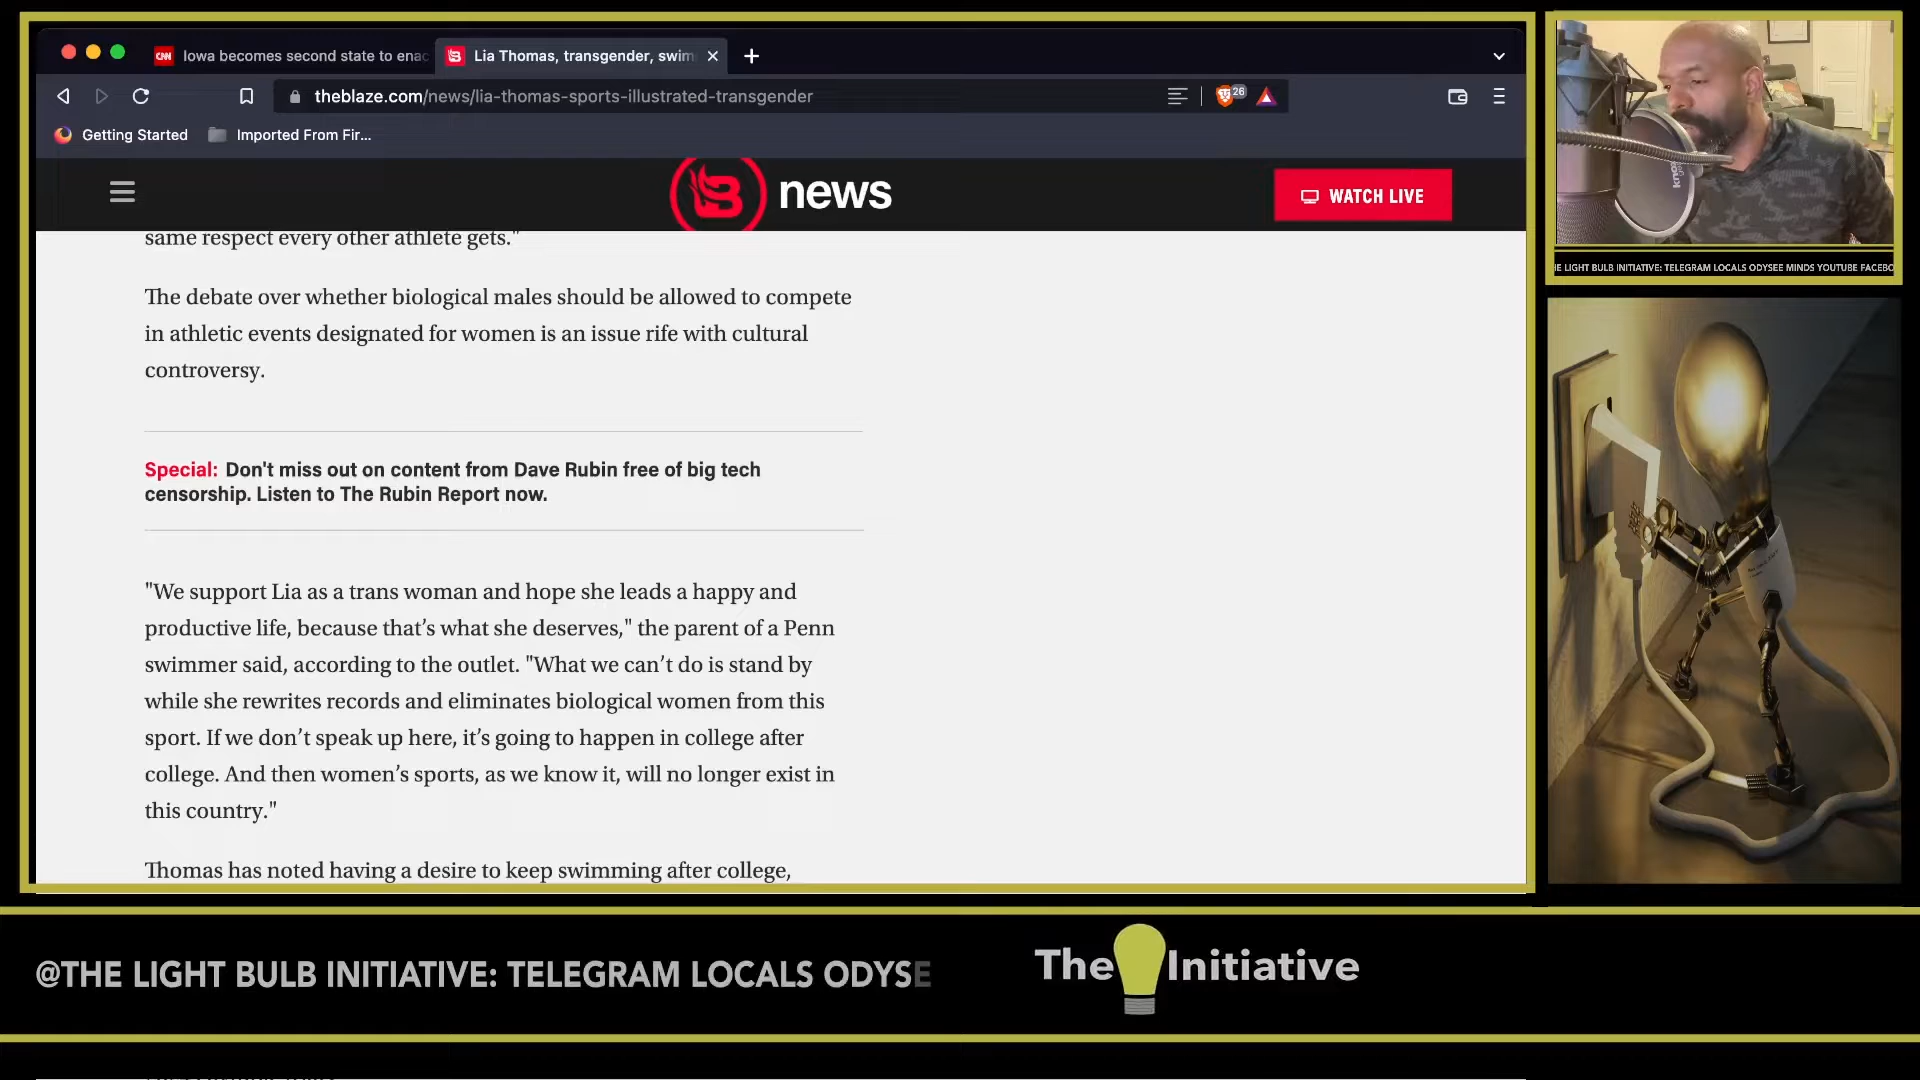 Iowa becomes second state to enac
Lia Thomas, transgender, swim
theblaze.com/news/lia-thomas-sports-illustrated-transgender
26
Getting Started
Imported From Fir...
news
WATCH LIVE
same respect every other athlete gets."
The debate over whether biological males should be allowed to compete
in athletic events designated for women is an issue rife with cultural
controversy.
Special: Don't miss out on content from Dave Rubin free of big tech
censorship. Listen to The Rubin Report now.
"We support Lia as a trans woman and hope she leads a happy and
productive life, because that’s what she deserves," the parent of a Penn
swimmer said, according to the outlet. "What we can’t do is stand by
while she rewrites records and eliminates biological women from this
sport. If we don’t speak up here, it’s going to happen in college after
college. And then women’s sports, as we know it, will no longer exist in
this country."
Thomas has noted having a desire to keep swimming after college,
E LIGHT BULB INITIATIVE: TELEGRAM LOCALS ODYSEE MINDS YOUTUBE FACEBO
@THE LIGHT BULB INITIATIVE: TELEGRAM LOCALS ODYSE
The Initiative